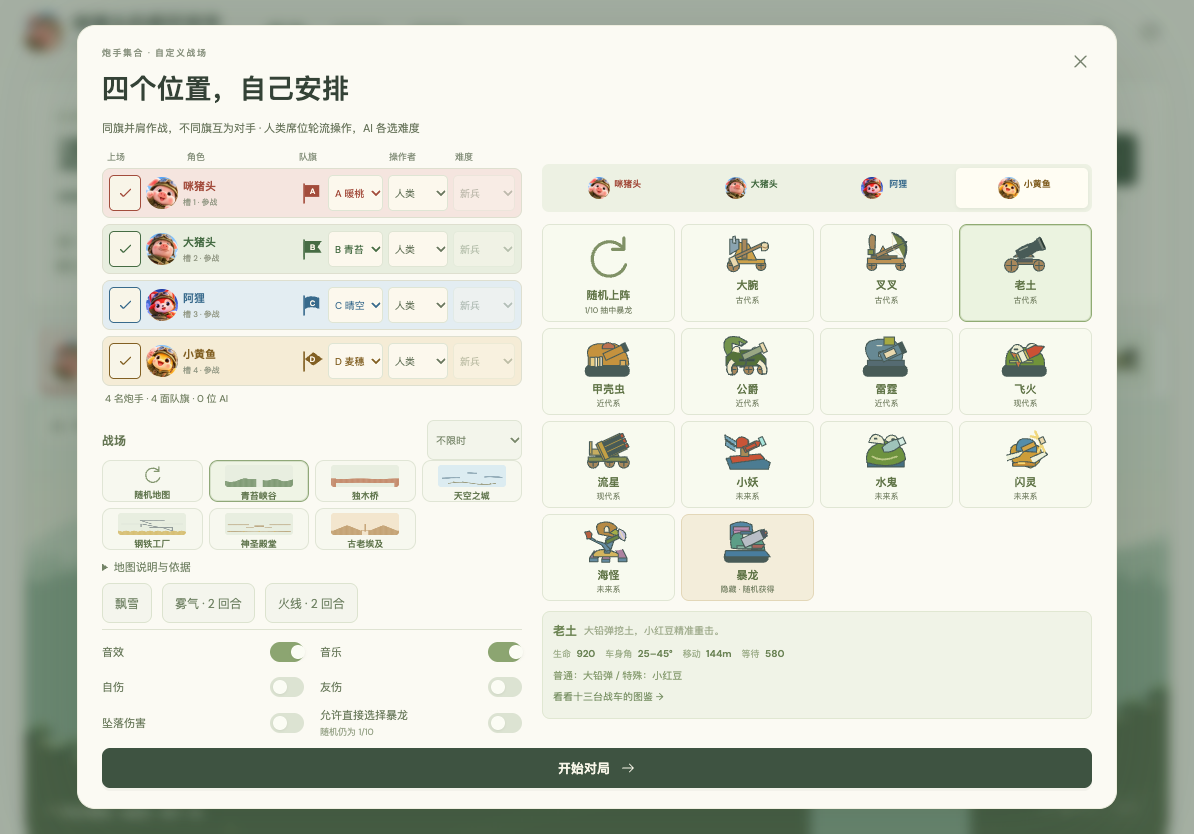 炮手集合 · 自定义战场
四个位置，自己安排
同旗并肩作战，不同旗互为对手 · 人类席位轮流操作，AI 各选难度
上场 角色 队旗 操作者 难度
咪猪头
槽 1 · 参战
A
A 暖桃
人类
新兵
大猪头
槽 2 · 参战
B
B 青苔
人类
新兵
阿狸
槽 3 · 参战
C
C 晴空
人类
新兵
小黄鱼
槽 4 · 参战
D
D 麦穗
人类
新兵
4 名炮手 · 4 面队旗 · 0 位 AI
战场
不限时
随机地图
青苔峡谷
独木桥
天空之城
钢铁工厂
神圣殿堂
古老埃及
地图说明与依据
飘雪
雾气 · 2 回合
火线 · 2 回合
音效
音乐
自伤
友伤
坠落伤害
允许直接选择暴龙
随机仍为 1/10
咪猪头
大猪头
阿狸
小黄鱼
随机上阵
1/10 抽中暴龙
大腕
古代系
叉叉
古代系
老土
古代系
甲壳虫
近代系
公爵
近代系
雷霆
近代系
飞火
现代系
流星
现代系
小妖
未来系
水鬼
未来系
闪灵
未来系
海怪
未来系
暴龙
隐藏 · 随机获得
老土 大铅弹挖土，小红豆精准重击。
生命 920 车身角 25–45° 移动 144m 等待 580
普通：大铅弹 / 特殊：小红豆
看看十三台战车的图鉴 →
开始对局 →